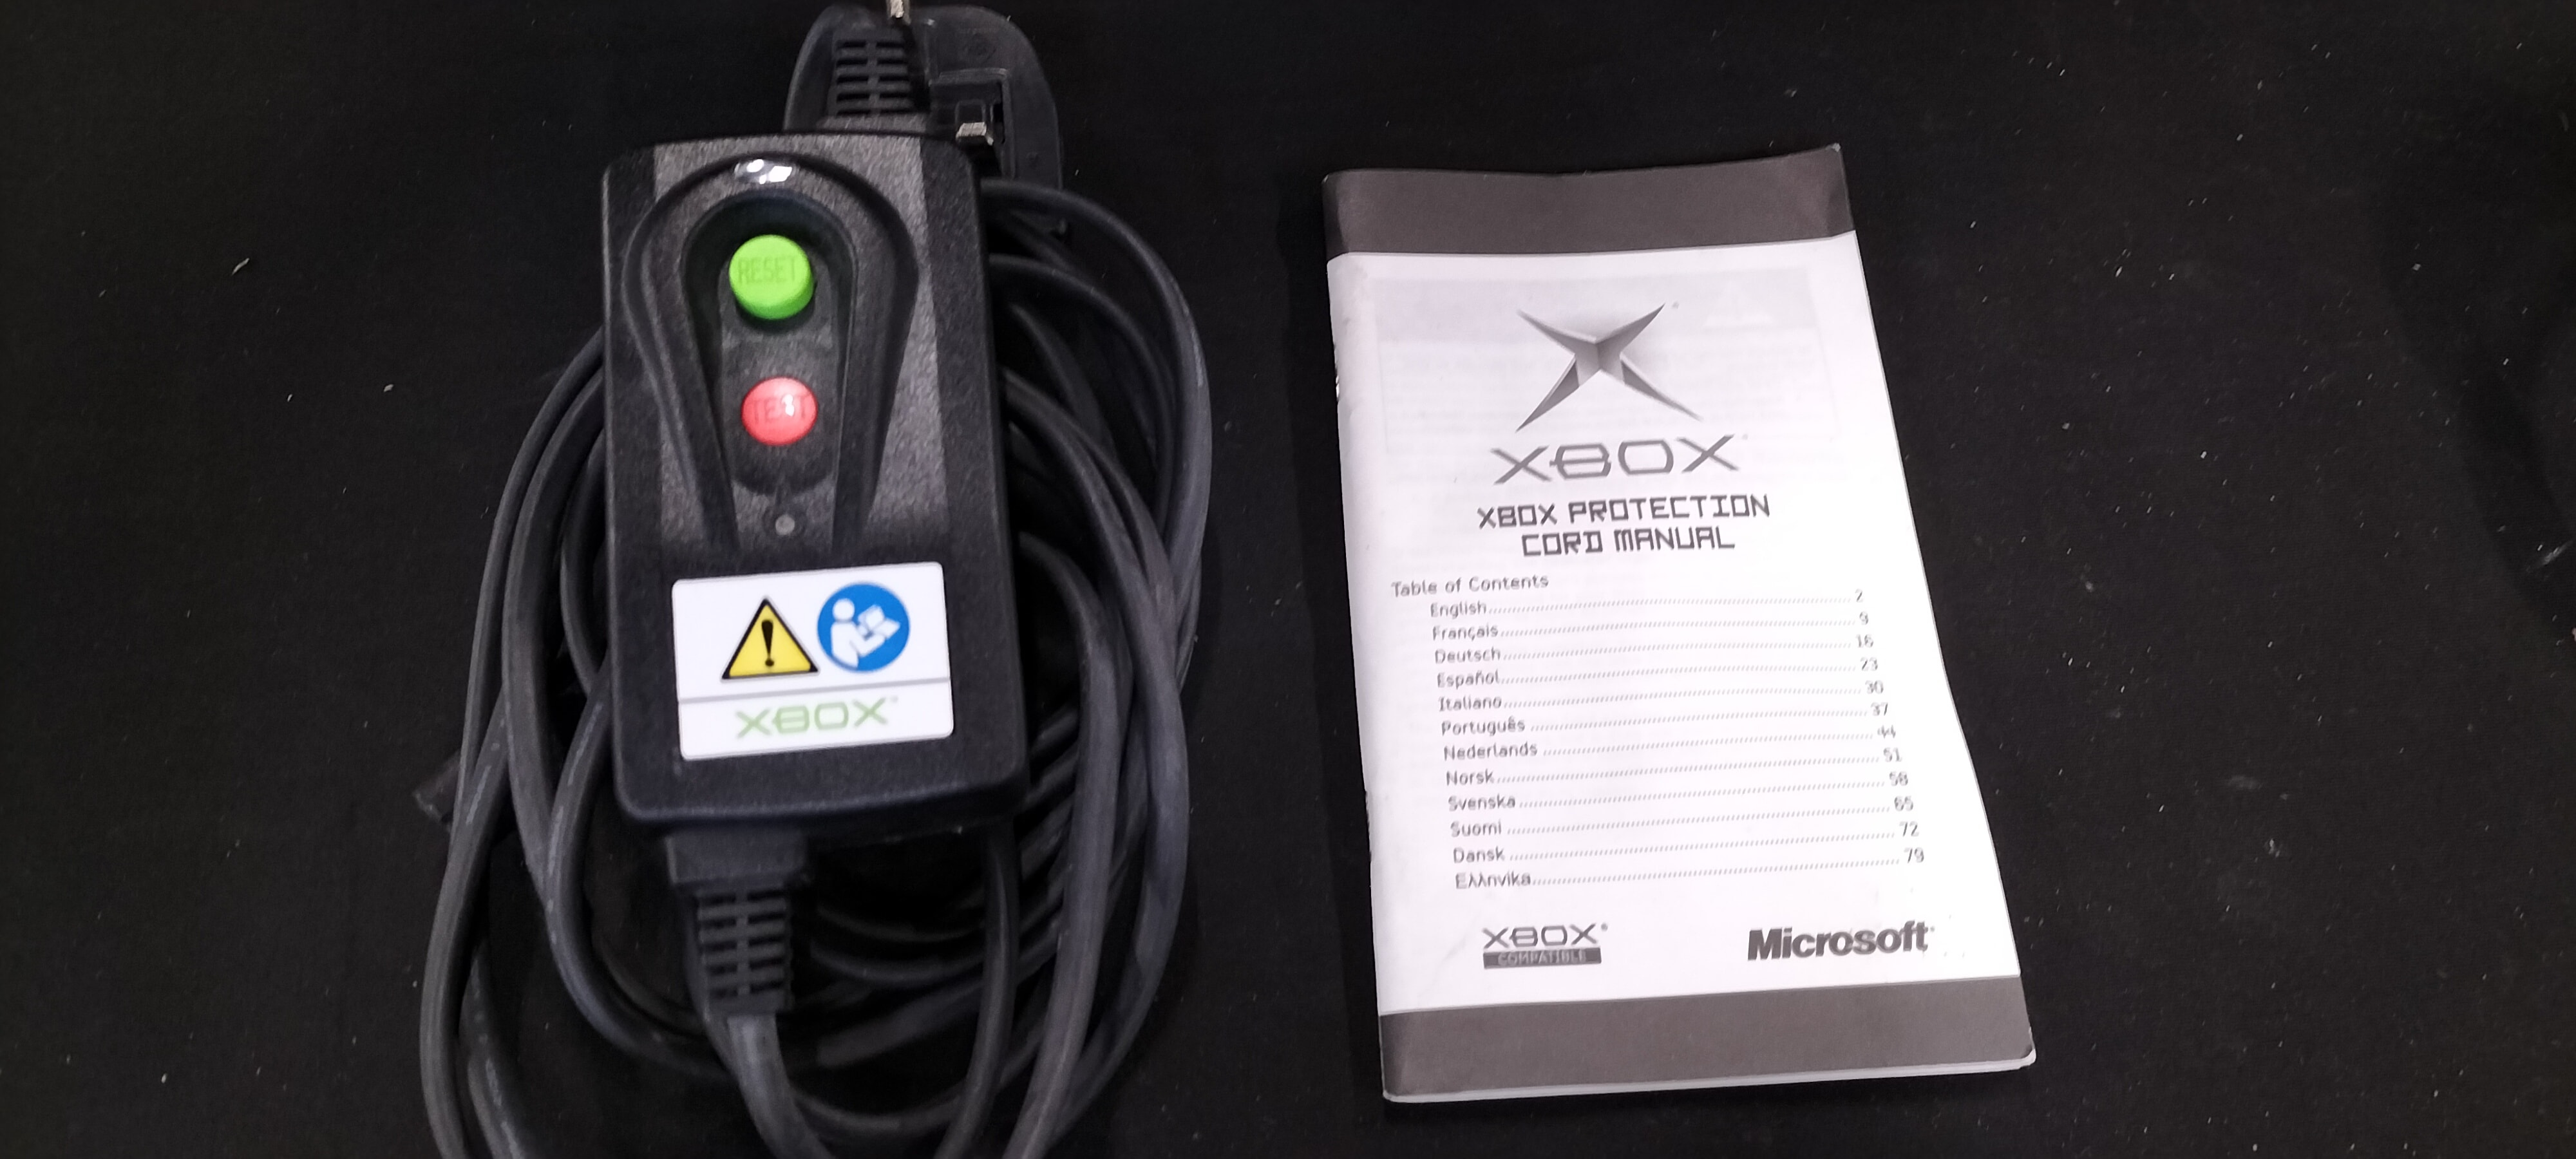 RESET
TEST
XBOX
XBOX
XBOX PROTECTION
CORD MANUAL
Table of Contents
English 2
Français 9
Deutsch 16
Español 23
Italiano 30
Português 37
Nederlands 44
Norsk 51
Svenska 58
Suomi 65
Dansk 72
Ελληνικα 79
XBOX
COMPATIBLE
Microsoft